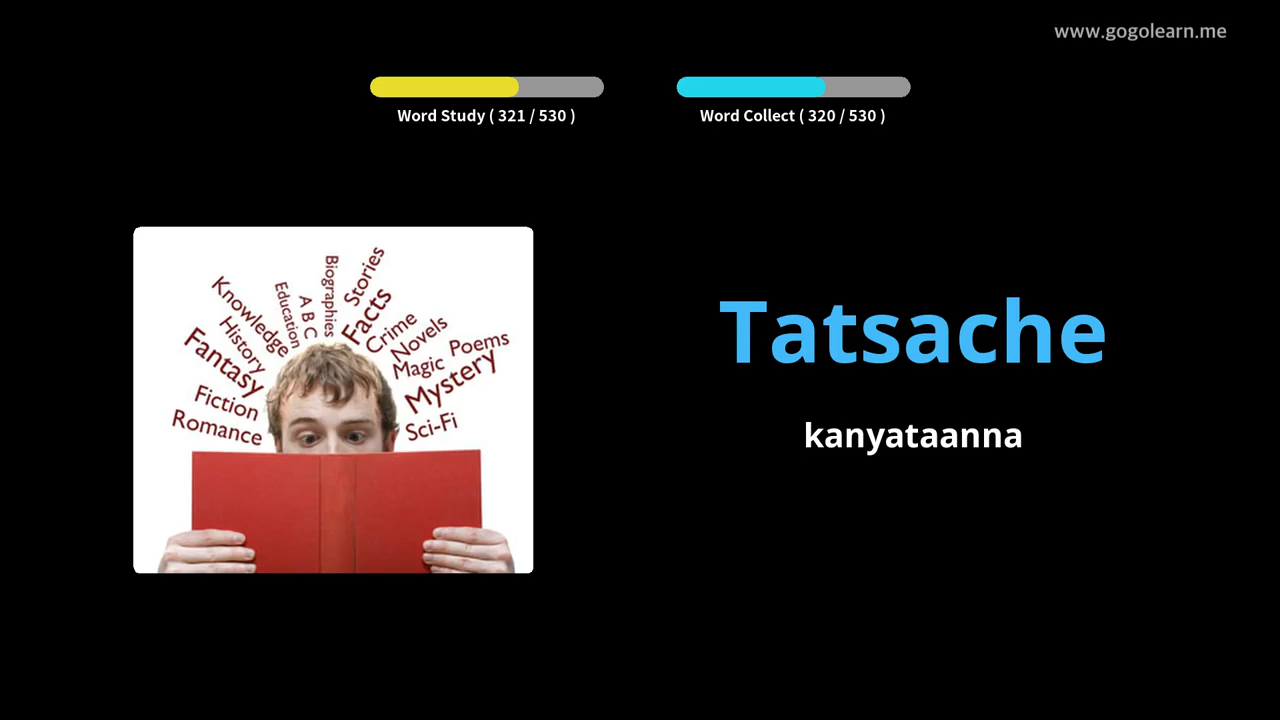 www.gogolearn.me
Word Study ( 321 / 530 )
Word Collect ( 320 / 530 )
Tatsache
kanyataanna
Biographies
Stories
Education
A B C
Facts
Knowledge
Crime
History
Novels
Poems
Fantasy
Magic
Mystery
Fiction
Romance
Sci-Fi